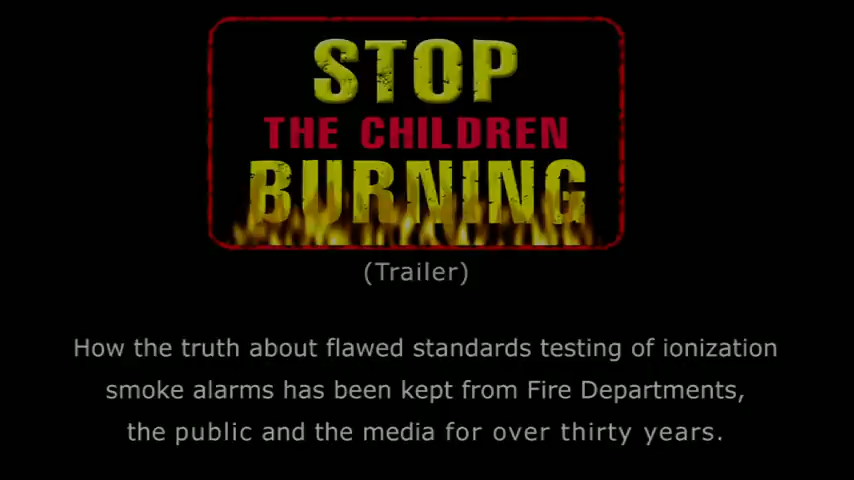 STOP
THE CHILDREN
BURNING
(Trailer)
How the truth about flawed standards testing of ionization
smoke alarms has been kept from Fire Departments,
the public and the media for over thirty years.